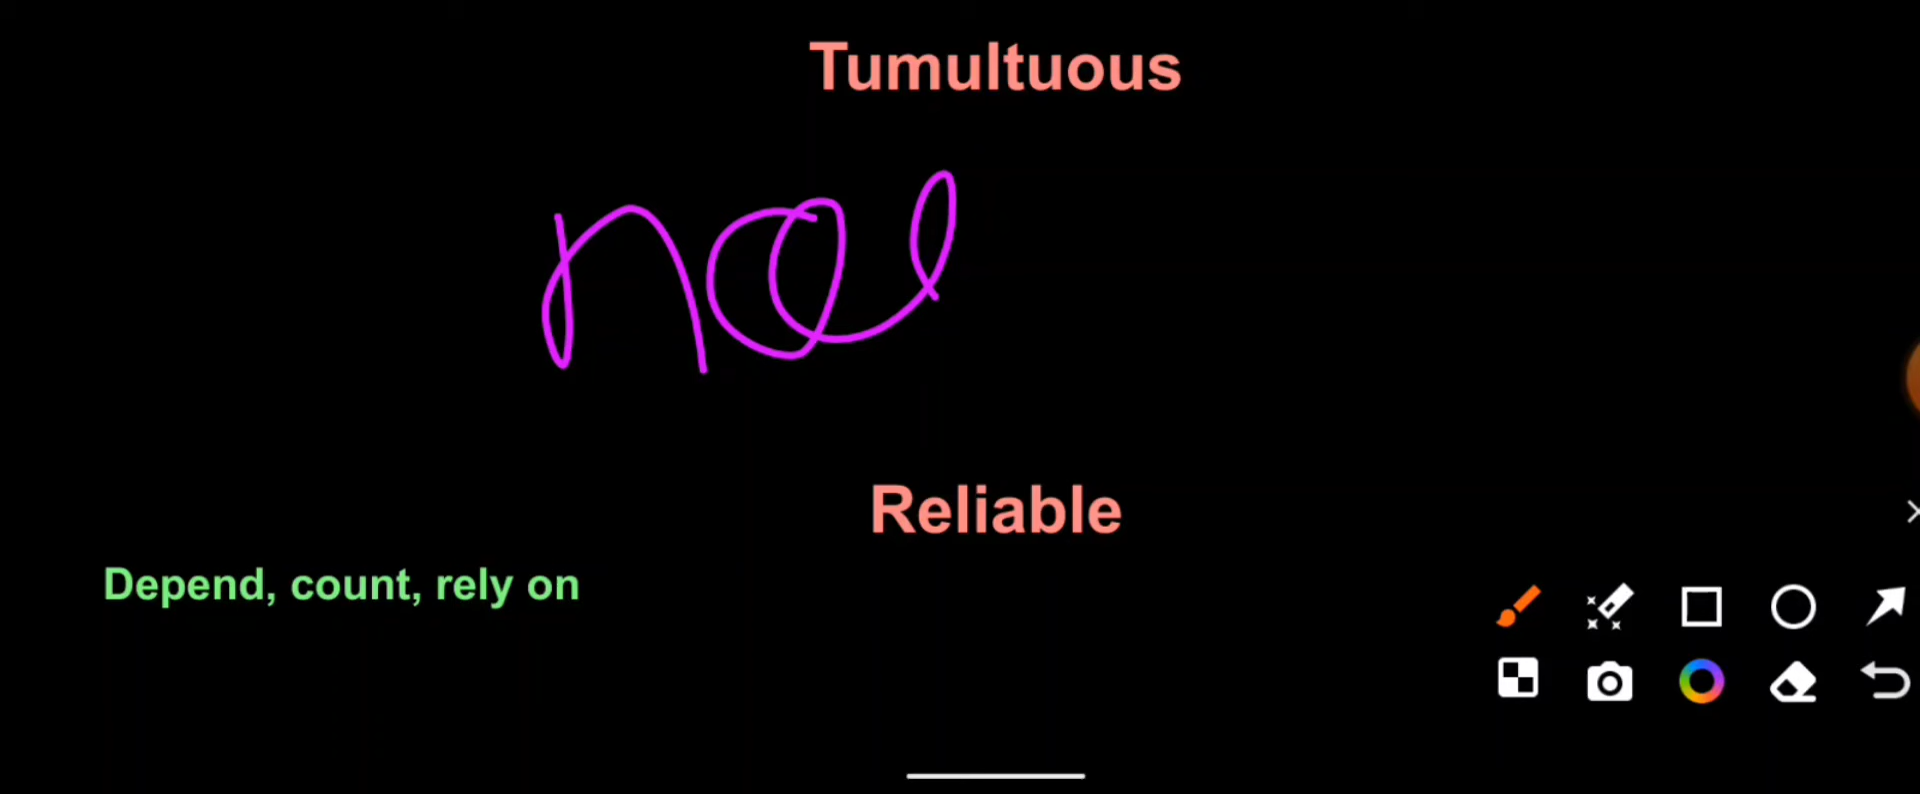 Tumultuous
Reliable
Depend, count, rely on